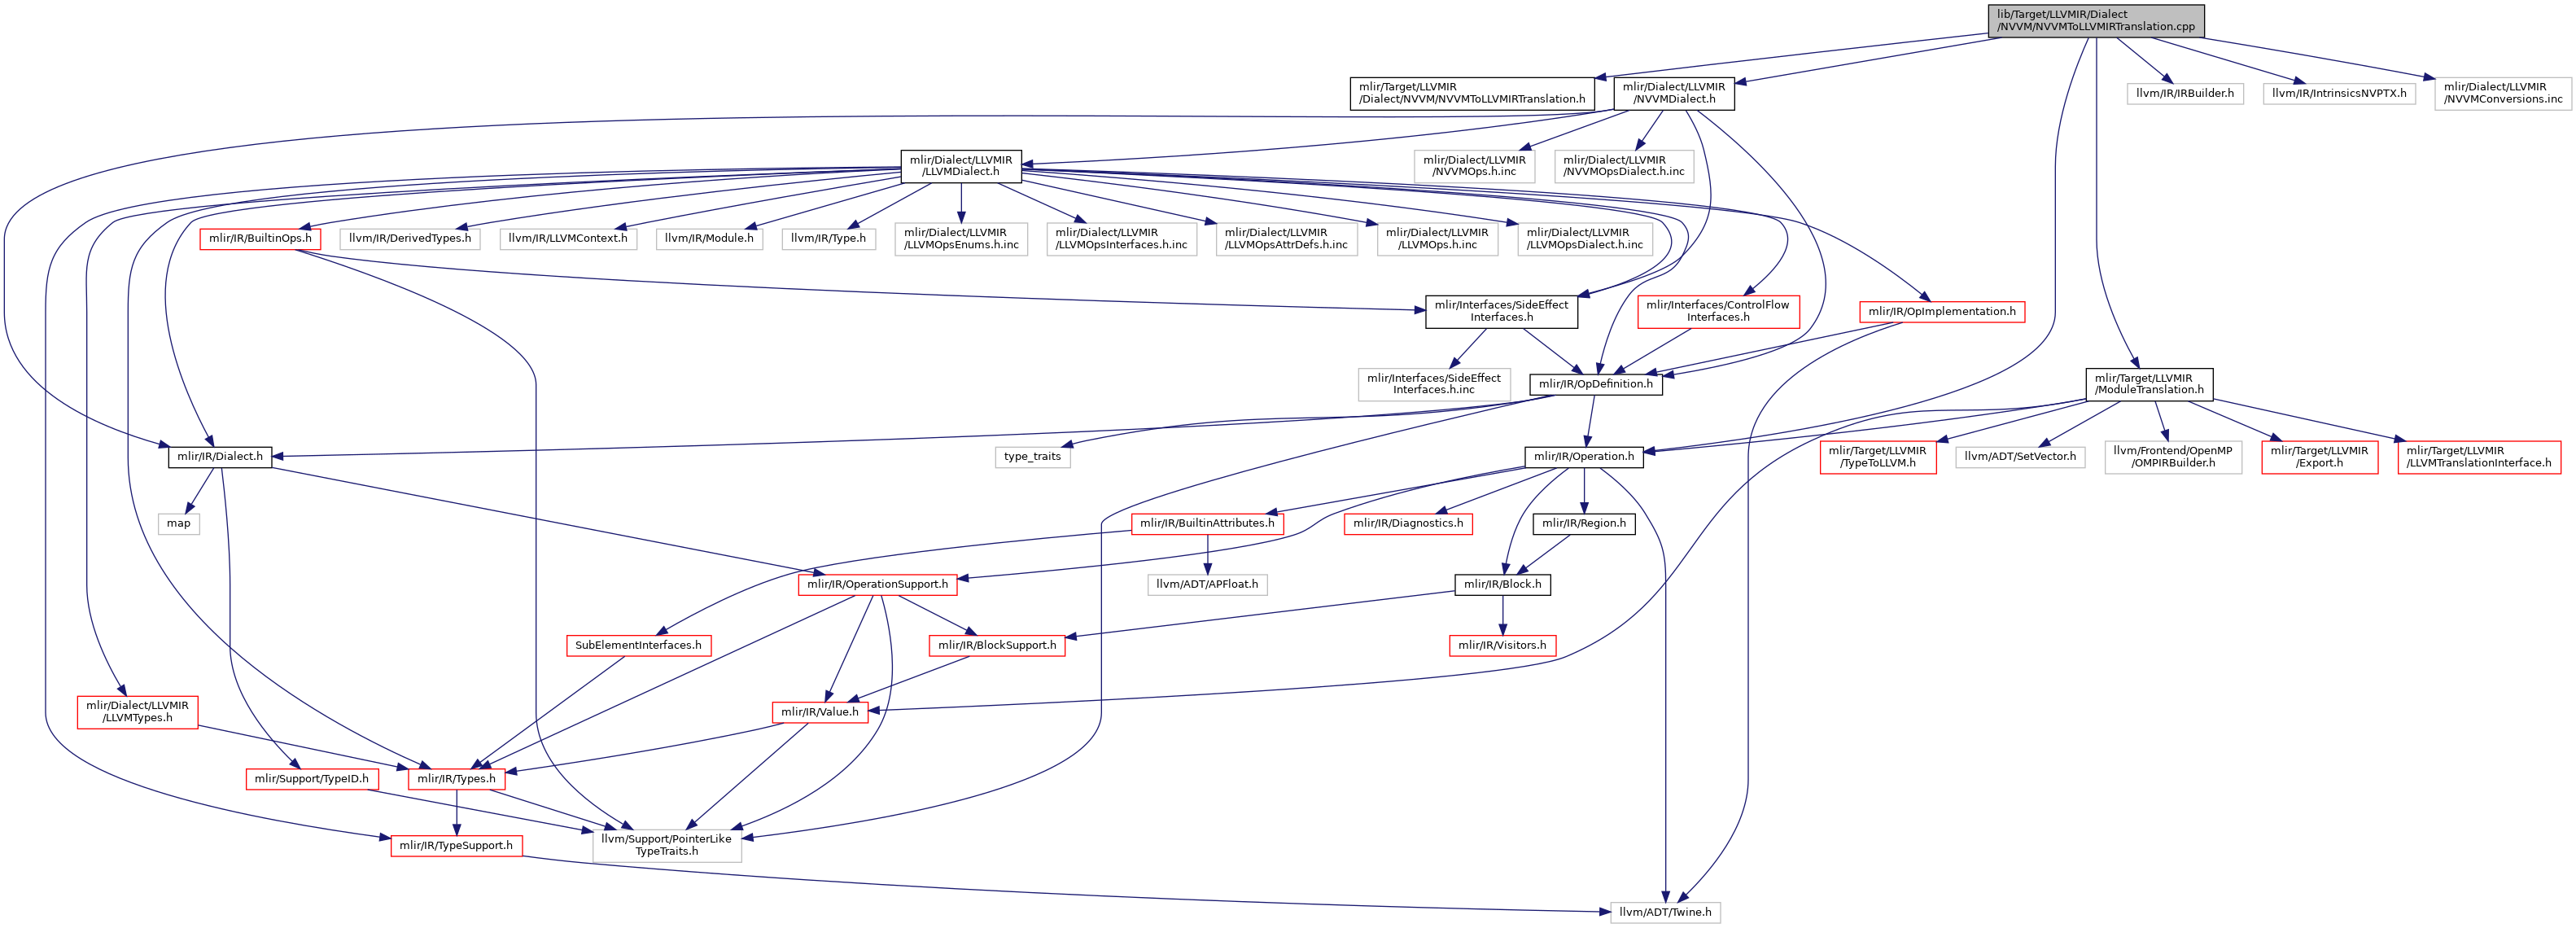 lib/Target/LLVMIR/Dialect
/NVVM/NVVMToLLVMIRTranslation.cpp
mlir/Target/LLVMIR
/Dialect/NVVM/NVVMToLLVMIRTranslation.h
mlir/Dialect/LLVMIR
/NVVMDialect.h
llvm/IR/IRBuilder.h
llvm/IR/IntrinsicsNVPTX.h
mlir/Dialect/LLVMIR
/NVVMConversions.inc
mlir/Dialect/LLVMIR
/LLVMDialect.h
mlir/Dialect/LLVMIR
/NVVMOps.h.inc
mlir/Dialect/LLVMIR
/NVVMOpsDialect.h.inc
mlir/IR/BuiltinOps.h
llvm/IR/DerivedTypes.h
llvm/IR/LLVMContext.h
llvm/IR/Module.h
llvm/IR/Type.h
mlir/Dialect/LLVMIR
/LLVMOpsEnums.h.inc
mlir/Dialect/LLVMIR
/LLVMOpsInterfaces.h.inc
mlir/Dialect/LLVMIR
/LLVMOpsAttrDefs.h.inc
mlir/Dialect/LLVMIR
/LLVMOps.h.inc
mlir/Dialect/LLVMIR
/LLVMOpsDialect.h.inc
mlir/Interfaces/SideEffect
Interfaces.h
mlir/Interfaces/ControlFlow
Interfaces.h
mlir/IR/OpImplementation.h
mlir/Interfaces/SideEffect
Interfaces.h.inc
mlir/IR/OpDefinition.h
mlir/Target/LLVMIR
/ModuleTranslation.h
mlir/IR/Dialect.h
type_traits
mlir/IR/Operation.h
mlir/Target/LLVMIR
/TypeToLLVM.h
llvm/ADT/SetVector.h
llvm/Frontend/OpenMP
/OMPIRBuilder.h
mlir/Target/LLVMIR
/Export.h
mlir/Target/LLVMIR
/LLVMTranslationInterface.h
map
mlir/IR/BuiltinAttributes.h
mlir/IR/Diagnostics.h
mlir/IR/Region.h
mlir/IR/OperationSupport.h
llvm/ADT/APFloat.h
mlir/IR/Block.h
SubElementInterfaces.h
mlir/IR/BlockSupport.h
mlir/IR/Visitors.h
mlir/Dialect/LLVMIR
/LLVMTypes.h
mlir/IR/Value.h
mlir/Support/TypeID.h
mlir/IR/Types.h
mlir/IR/TypeSupport.h
llvm/Support/PointerLike
TypeTraits.h
llvm/ADT/Twine.h